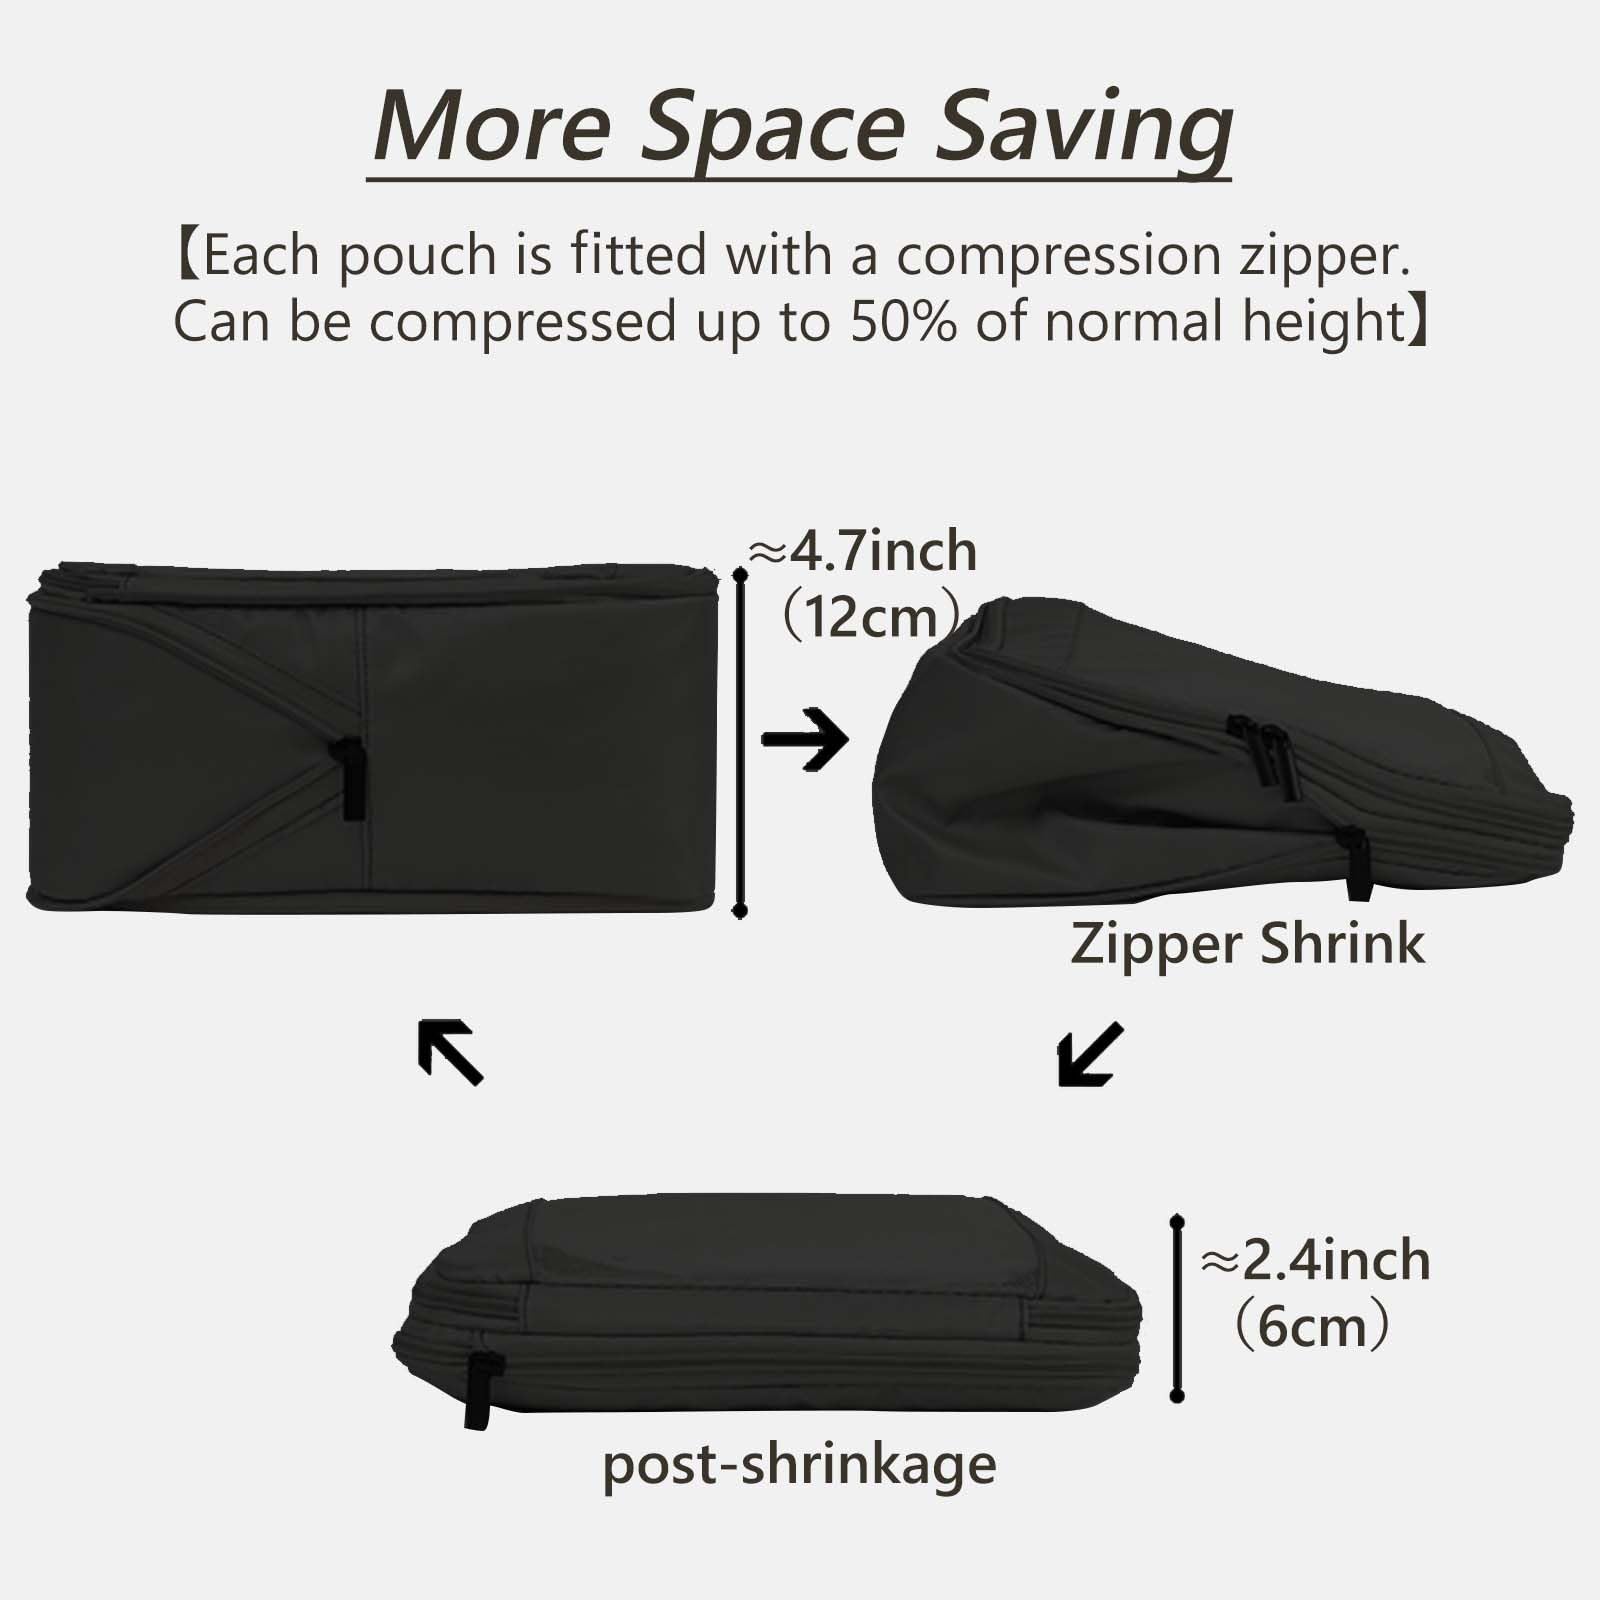 More Space Saving
【Each pouch is fitted with a compression zipper.
Can be compressed up to 50% of normal height】
≈4.7inch
（12cm）
Zipper Shrink
≈2.4inch
（6cm）
post-shrinkage